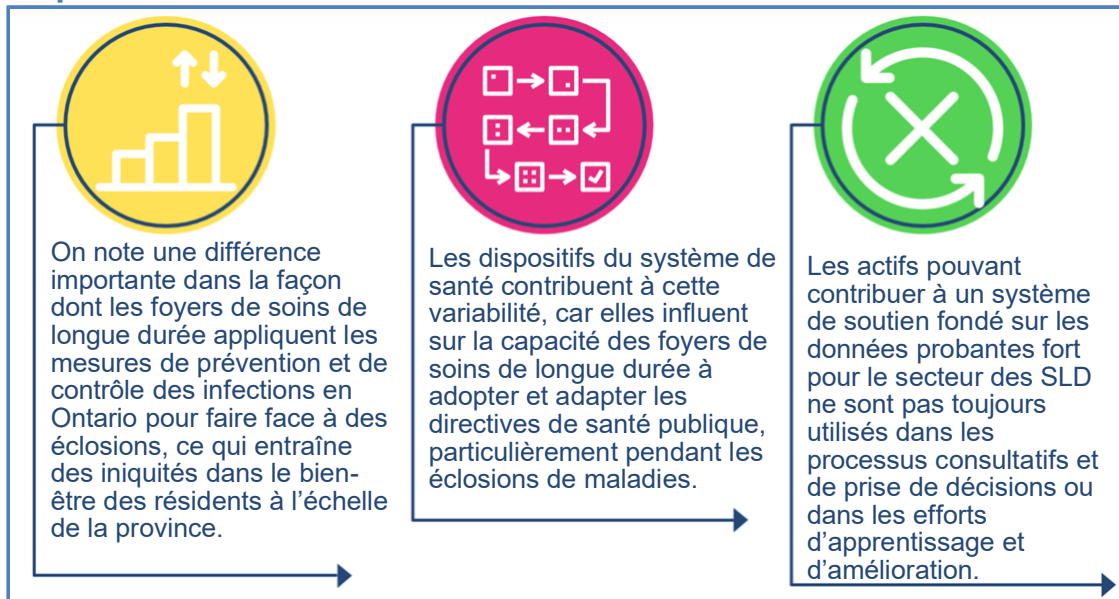 On note une différence
importante dans la façon
dont les foyers de soins de
longue durée appliquent les
mesures de prévention et de
contrôle des infections en
Ontario pour faire face à des
éclosions, ce qui entraîne
des iniquités dans le bien-
être des résidents à l’échelle
de la province.
Les dispositifs du système de
santé contribuent à cette
variabilité, car elles influent
sur la capacité des foyers de
soins de longue durée à
adopter et adapter les
directives de santé publique,
particulièrement pendant les
éclosions de maladies.
Les actifs pouvant
contribuer à un système
de soutien fondé sur les
données probantes fort
pour le secteur des SLD
ne sont pas toujours
utilisés dans les
processus consultatifs et
de prise de décisions ou
dans les efforts
d’apprentissage et
d’amélioration.